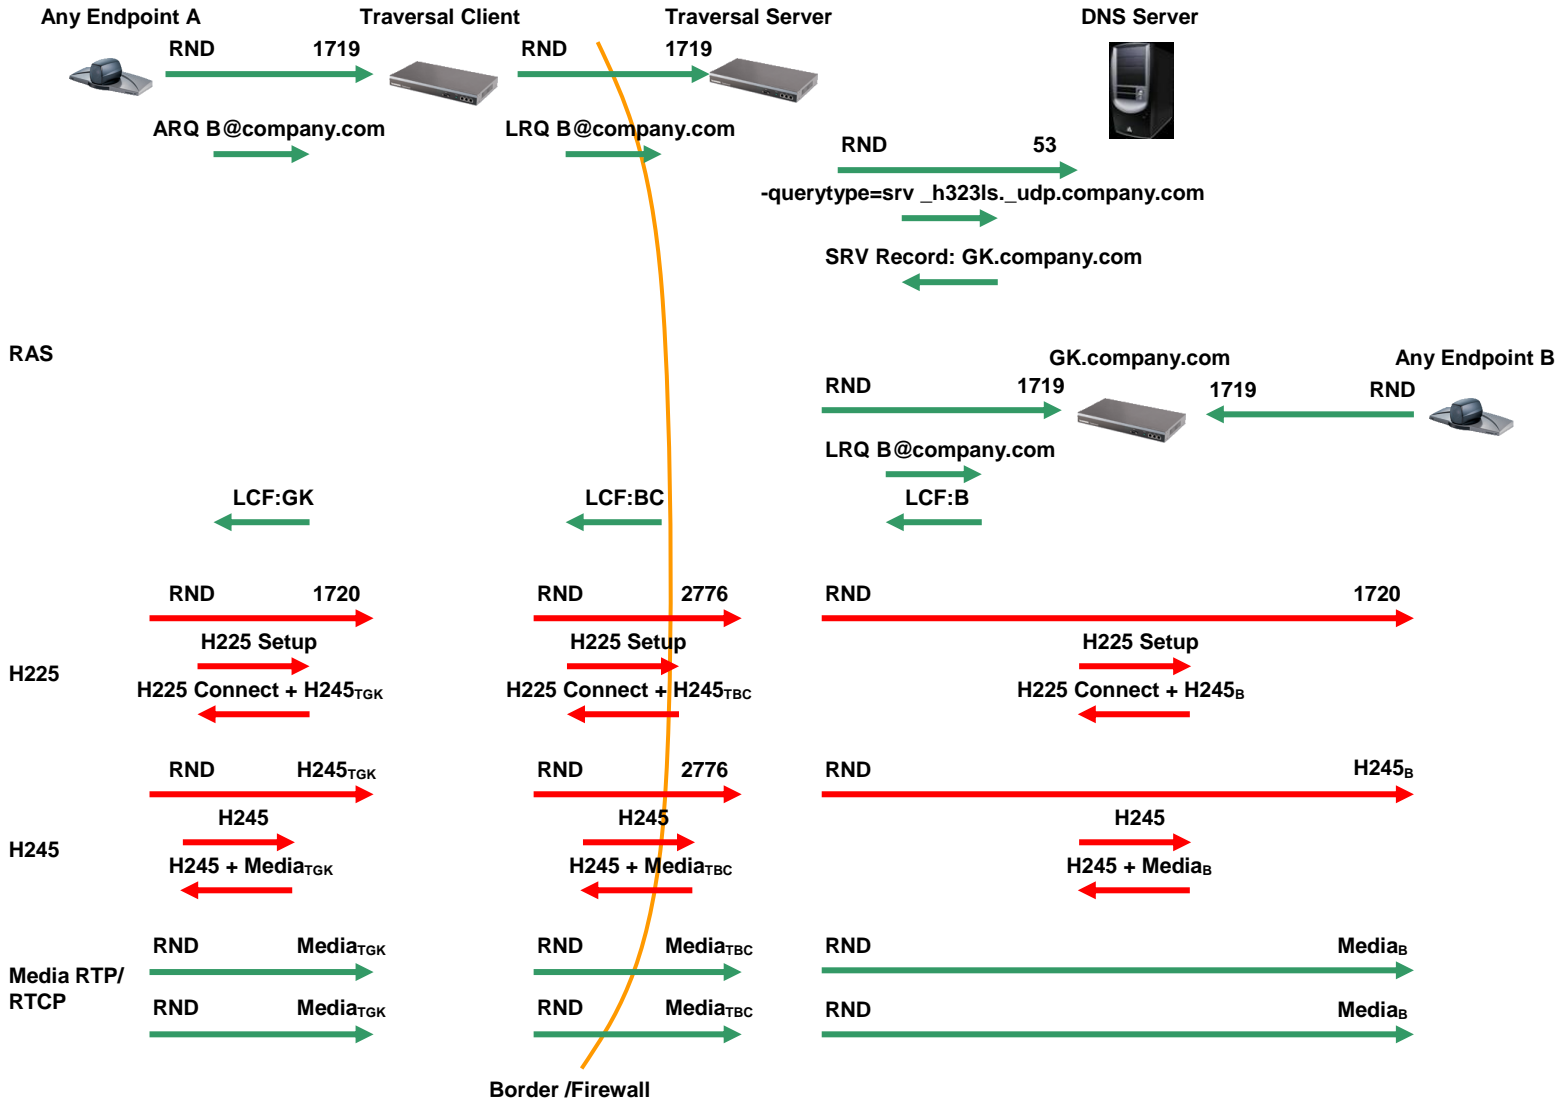 Any Endpoint A
Traversal Client
Traversal Server
DNS Server
RND 1719
RND 1719
ARQ B@company.com
LRQ B@company.com
RND 53
-querytype=srv _h323ls._udp.company.com
SRV Record: GK.company.com
RAS
GK.company.com
Any Endpoint B
RND 1719
1719 RND
LRQ B@company.com
LCF:GK
LCF:BC
LCF:B
RND 1720
RND 2776
RND 1720
H225 Setup
H225 Setup
H225 Setup
H225
H225 Connect + H245TGK
H225 Connect + H245TBC
H225 Connect + H245B
RND H245TGK
RND 2776
RND H245B
H245
H245
H245
H245
H245 + MediaTGK
H245 + MediaTBC
H245 + MediaB
RND MediaTGK
RND MediaTBC
RND MediaB
Media RTP/
RTCP
RND MediaTGK
RND MediaTBC
RND MediaB
Border /Firewall